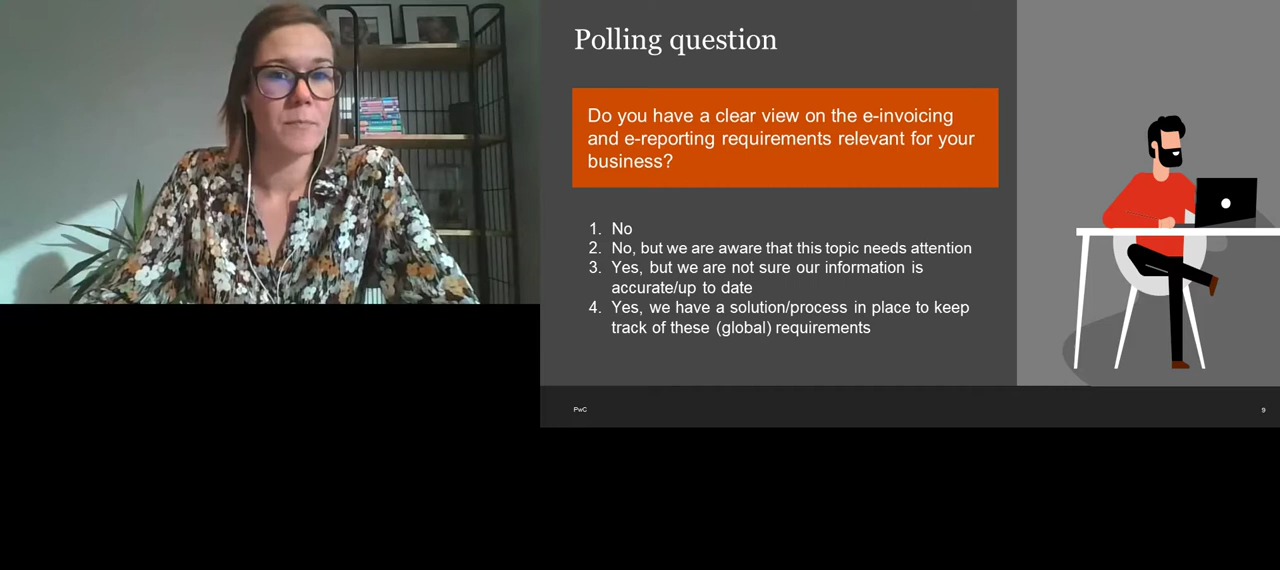 Polling question
Do you have a clear view on the e-invoicing
and e-reporting requirements relevant for your
business?
1. No
2. No, but we are aware that this topic needs attention
3. Yes, but we are not sure our information is
accurate/up to date
4. Yes, we have a solution/process in place to keep
track of these (global) requirements
PwC
9